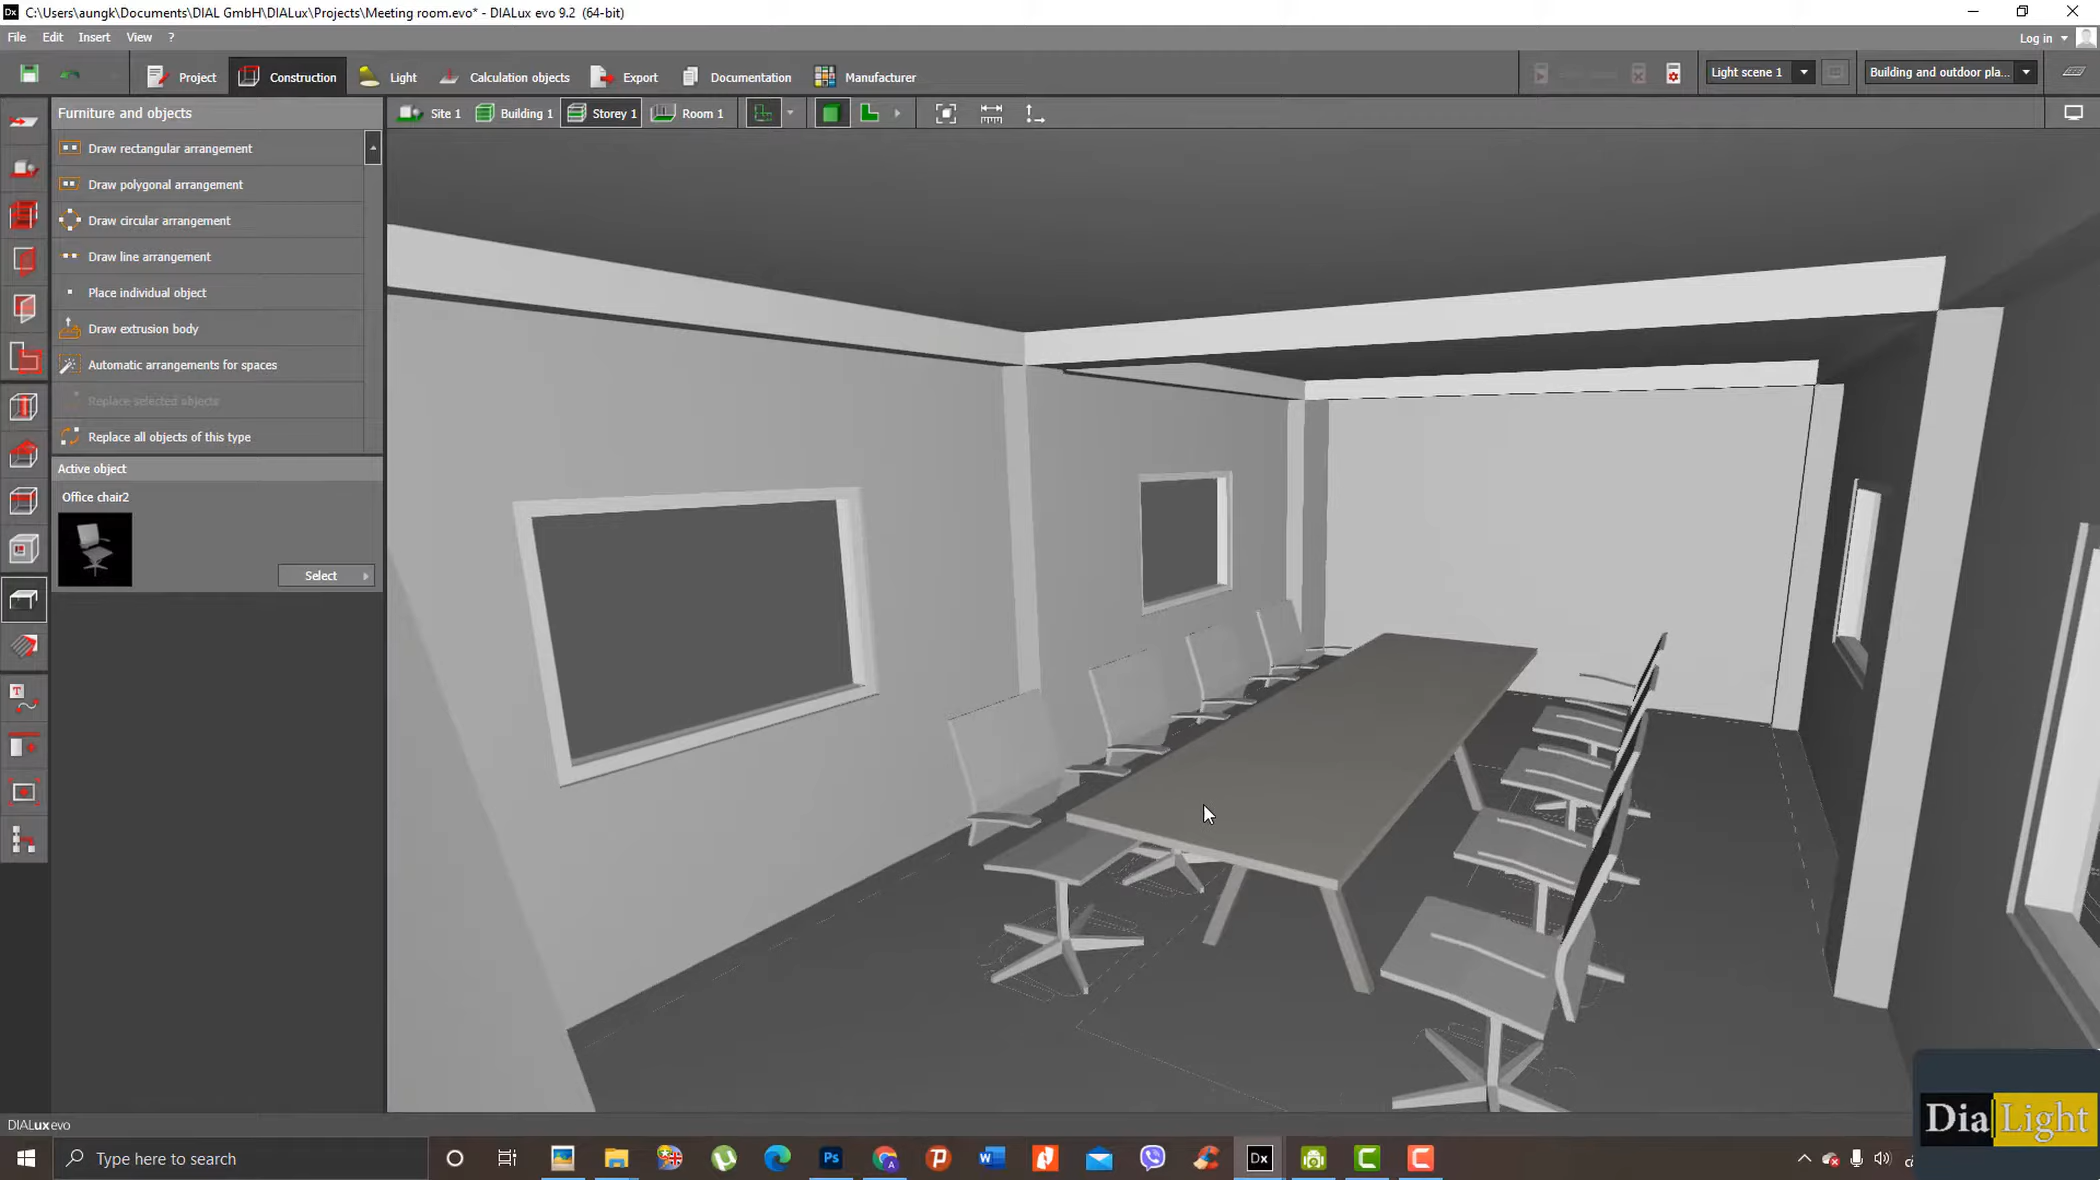 Dx C:\Users\aungk\Documents\DIAL GmbH\DIALux\Projects\Meeting room.evo* - DIALux evo 9.2 (64-bit)
File Edit Insert View ? Log in
Project Construction Light Calculation objects Export Documentation Manufacturer Light scene 1 Building and outdoor pla...
Furniture and objects Site 1 Building 1 Storey 1 Room 1
Draw rectangular arrangement
Draw polygonal arrangement
Draw circular arrangement
Draw line arrangement
Place individual object
Draw extrusion body
Automatic arrangements for spaces
Replace selected objects
Replace all objects of this type
Active object
Office chair2
Select
DIALux evo
Dia Light
Type here to search